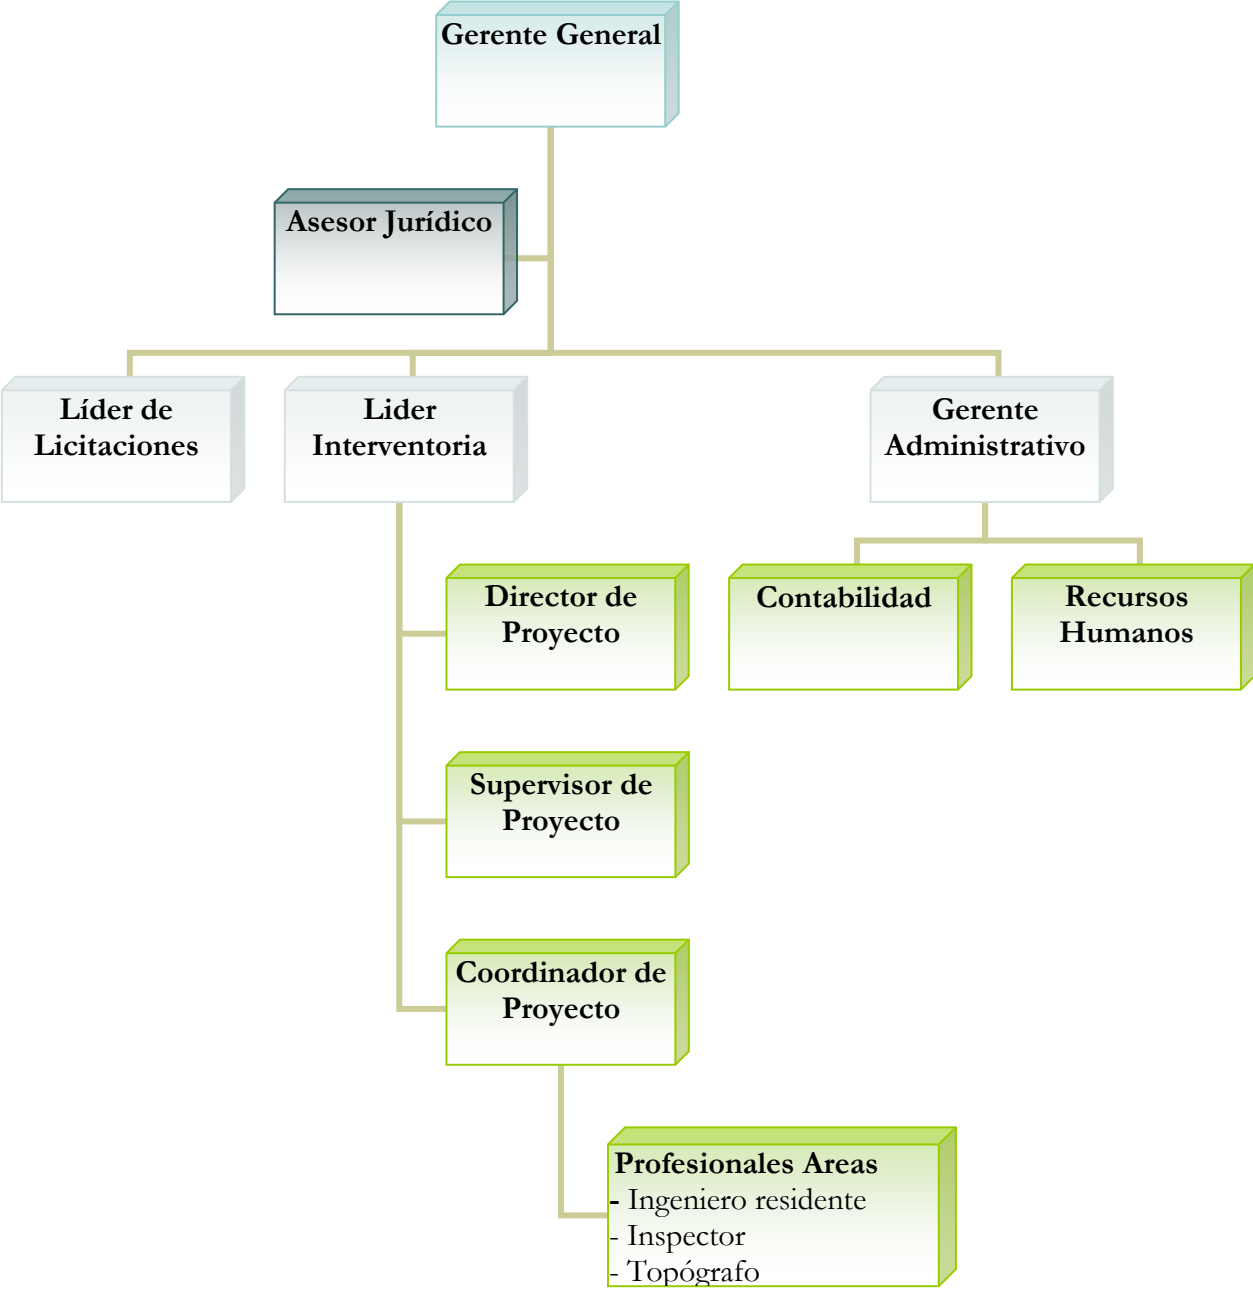 Gerente General
Asesor Jurídico
Líder de
Licitaciones
Lider
Interventoria
Gerente
Administrativo
Director de
Proyecto
Contabilidad
Recursos
Humanos
Supervisor de
Proyecto
Coordinador de
Proyecto
Profesionales Areas
- Ingeniero residente
- Inspector
- Topógrafo